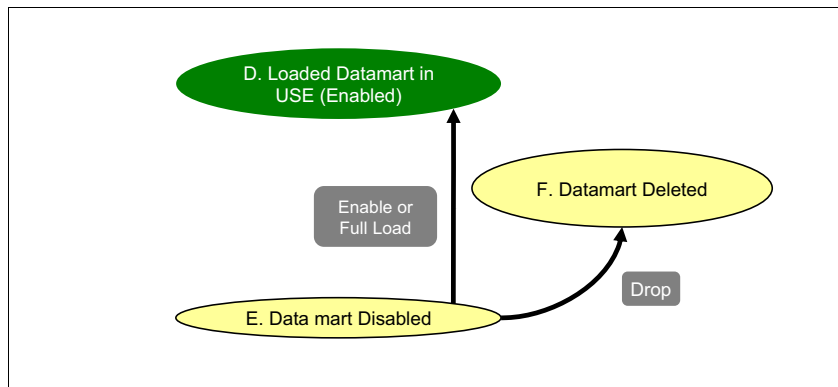 D. Loaded Datamart in
USE (Enabled)
F. Datamart Deleted
Enable or
Full Load
Drop
E. Data mart Disabled